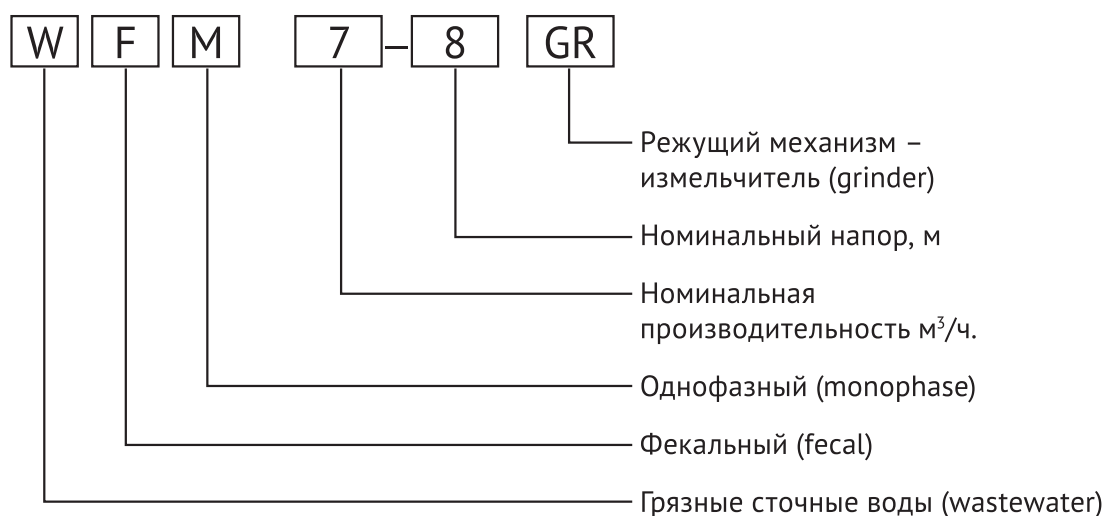 W F M 7 – 8 GR
Режущий механизм –
измельчитель (grinder)
Номинальный напор, м
Номинальная
производительность м³/ч.
Однофазный (monophase)
Фекальный (fecal)
Грязные сточные воды (wastewater)